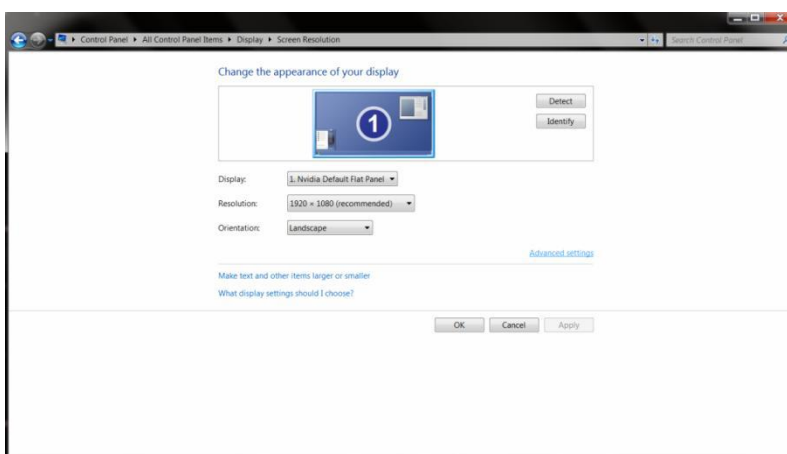 Control Panel ▸ All Control Panel Items ▸ Display ▸ Screen Resolution
Search Control Panel
Change the appearance of your display
1
Detect
Identify
Display: 1. Nvidia Default Flat Panel
Resolution: 1920 × 1080 (recommended)
Orientation: Landscape
Advanced settings
Make text and other items larger or smaller
What display settings should I choose?
OK Cancel Apply